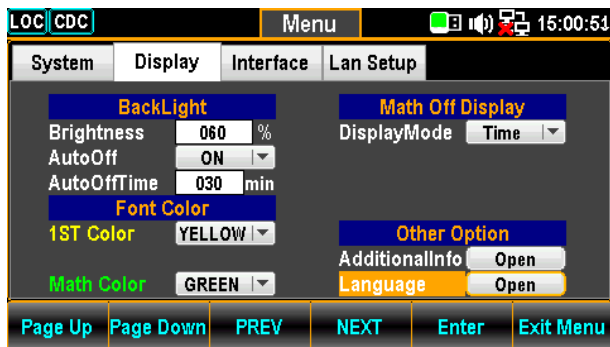 LOC CDC Menu 15:00:51
System Display Interface Lan Setup
BackLight
Brightness 060 %
AutoOff ON
AutoOffTime 030 min
Font Color
1ST Color YELLOW
Math Color GREEN
Math Off Display
DisplayMode Time
Other Option
AdditionalInfo Open
Language Open
Page Up Page Down PREV NEXT Enter Exit Menu